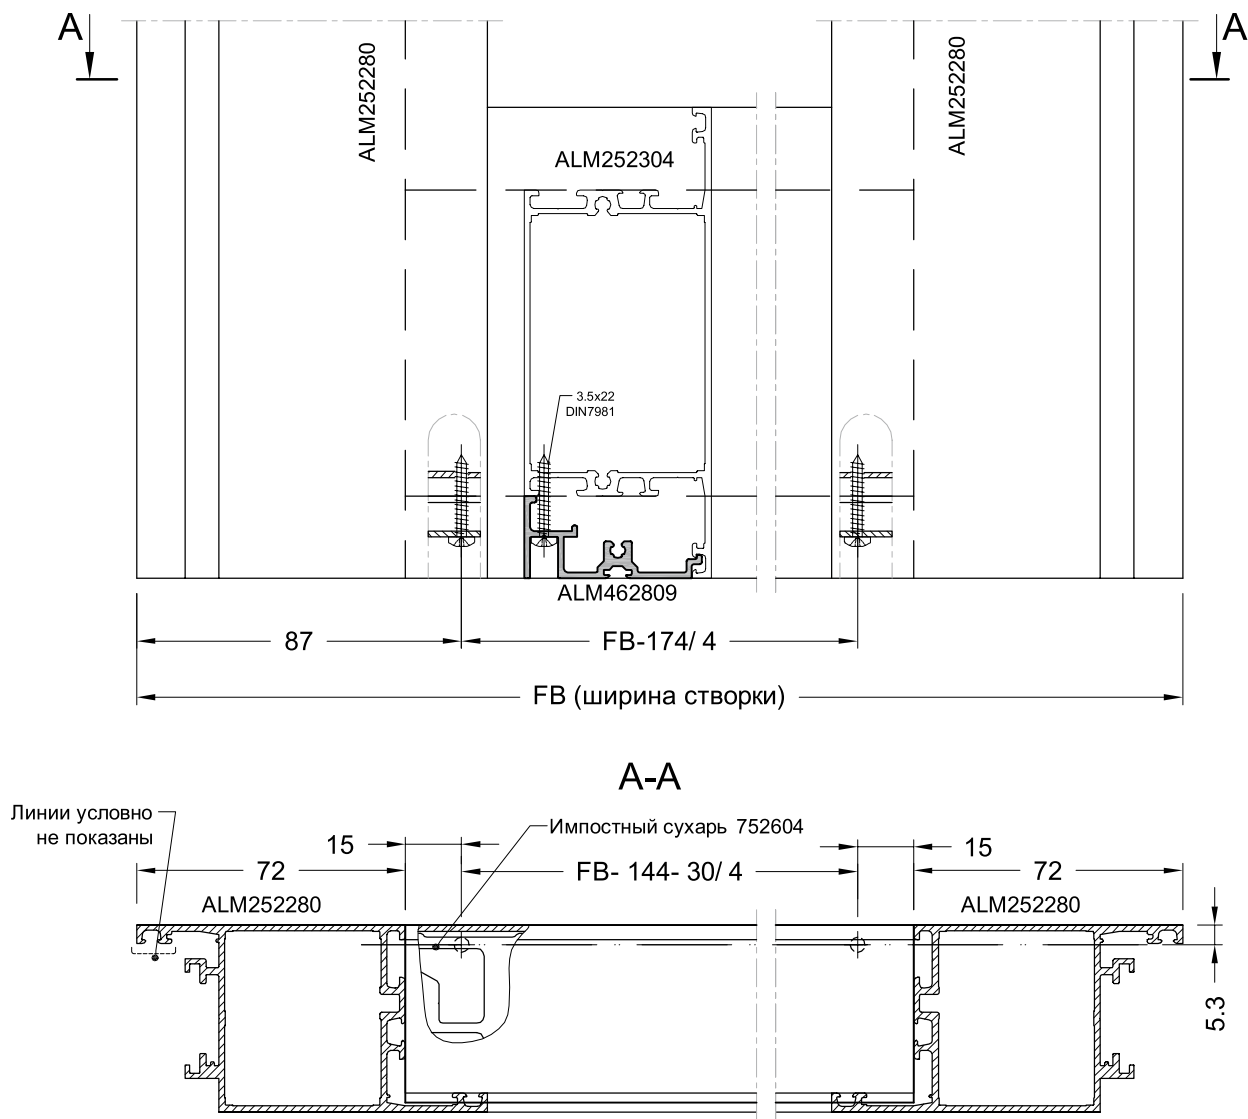 A
A
ALM252280
ALM252280
ALM252304
3.5x22
DIN7981
ALM462809
87
FB-174/ 4
FB (ширина створки)
A-A
Линии условно
не показаны
Импостный сухарь 752604
15
15
72
FB- 144- 30/ 4
72
ALM252280
ALM252280
5.3